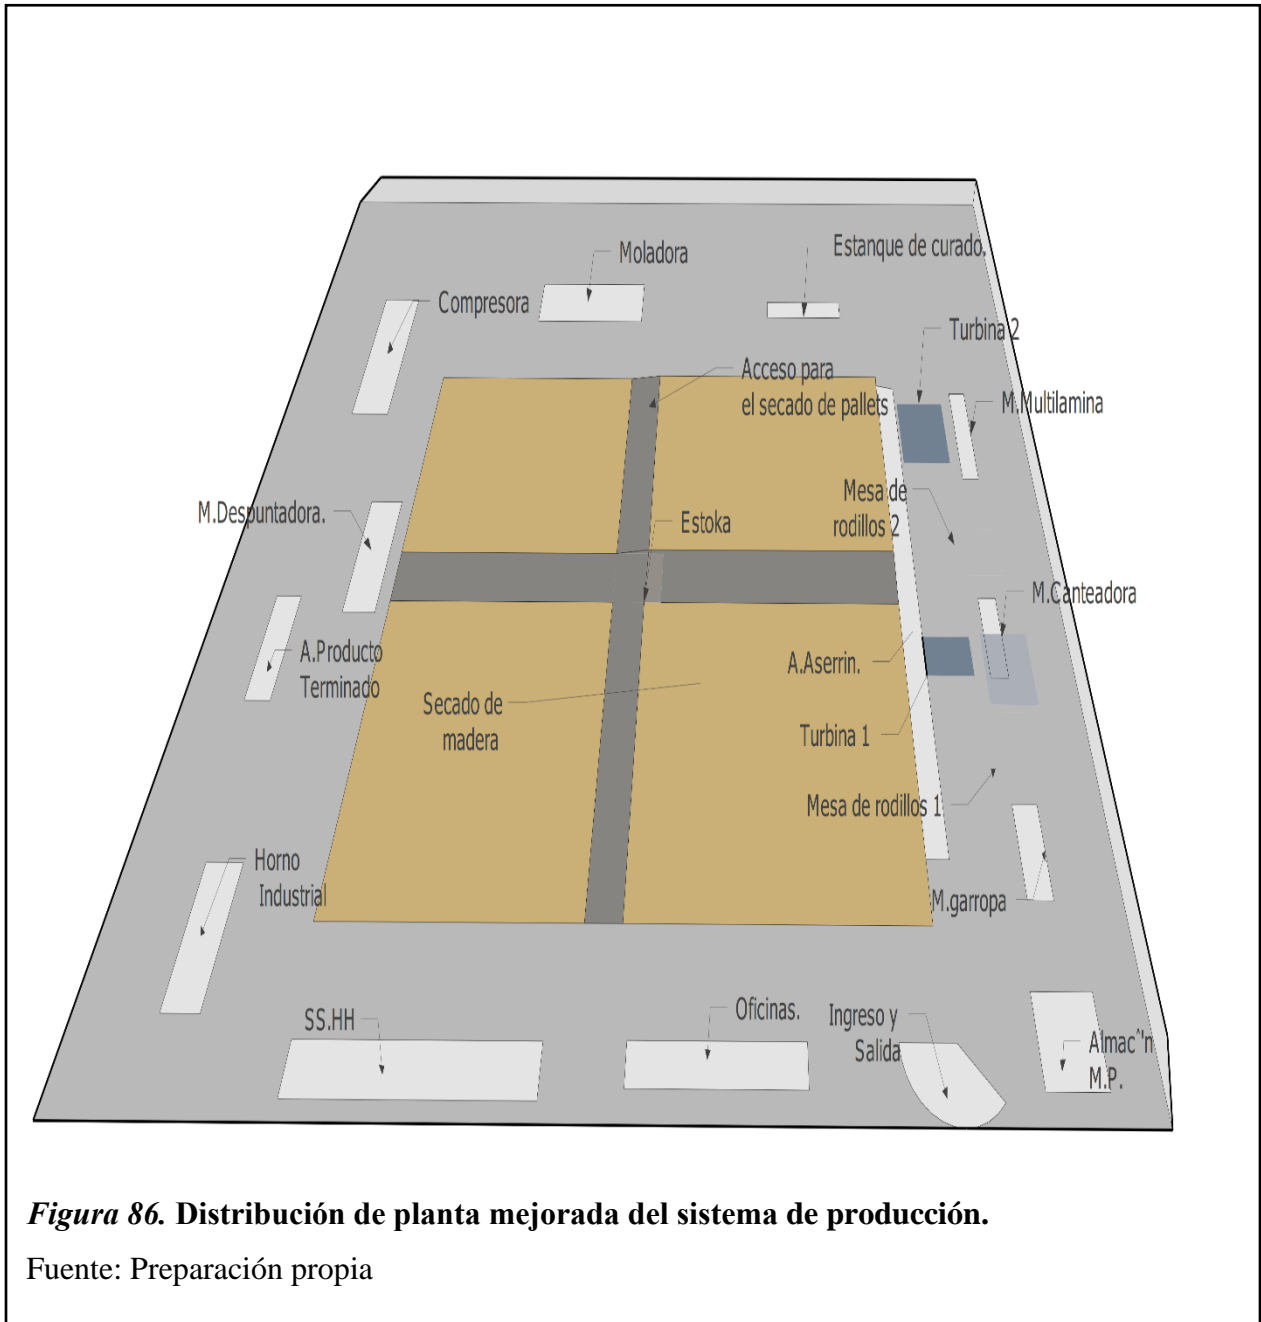 Estanque de curado.
Moladora
Compresora
Turbina 2
Acceso para
el secado de pallets
M.Multilamina
Mesa de
rodillos 2
M.Despuntadora.
Estoka
M.Canteadora
A.Producto
Terminado
A.Aserrin.
Secado de
madera
Turbina 1
Mesa de rodillos 1
Horno
Industrial
M.garropa
SS.HH
Oficinas.
Ingreso y
Salida
Almac^'n
M.P.
Figura 86. Distribución de planta mejorada del sistema de producción.
Fuente: Preparación propia